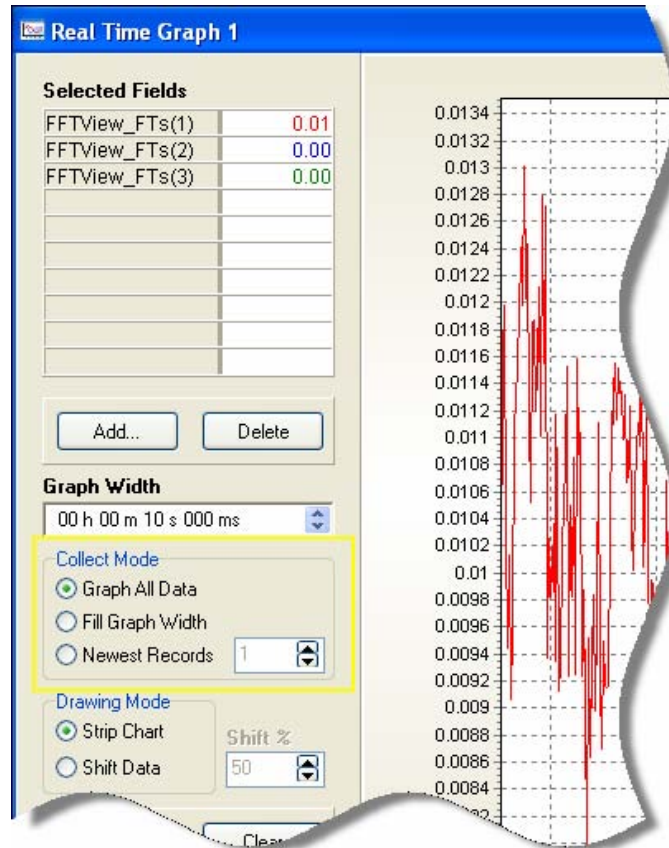 Real Time Graph 1
Selected Fields
FFTView_FTs(1) 0.01
FFTView_FTs(2) 0.00
FFTView_FTs(3) 0.00
Add... Delete
Graph Width
00 h 00 m 10 s 000 ms
Collect Mode
Graph All Data
Fill Graph Width
Newest Records 1
Drawing Mode
Strip Chart
Shift %
Shift Data 50
0.0134
0.0132
0.013
0.0128
0.0126
0.0124
0.0122
0.012
0.0118
0.0116
0.0114
0.0112
0.011
0.0108
0.0106
0.0104
0.0102
0.01
0.0098
0.0096
0.0094
0.0092
0.009
0.0088
0.0086
0.0084